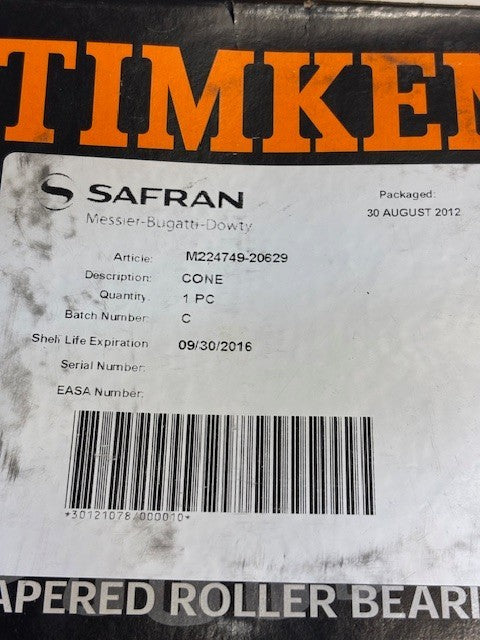 TIMKEN
SAFRAN
Messier-Bugatti-Dowty
Packaged:
30 AUGUST 2012
Article: M224749-20629
Description: CONE
Quantity: 1 PC
Batch Number: C
Shelf Life Expiration 09/30/2016
Serial Number:
EASA Number:
*30121078/000010*
TAPERED ROLLER BEARI